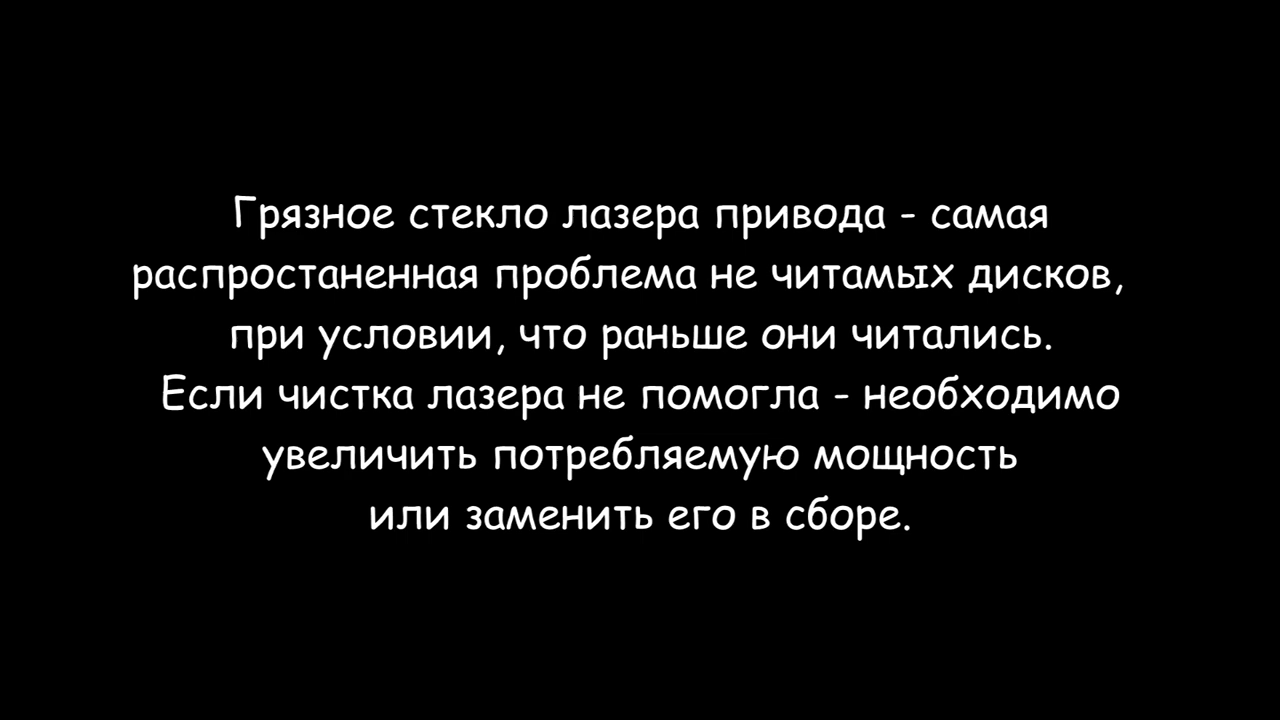 Грязное стекло лазера привода - самая
распростаненная проблема не читамых дисков,
при условии, что раньше они читались.
Если чистка лазера не помогла - необходимо
увеличить потребляемую мощность
или заменить его в сборе.